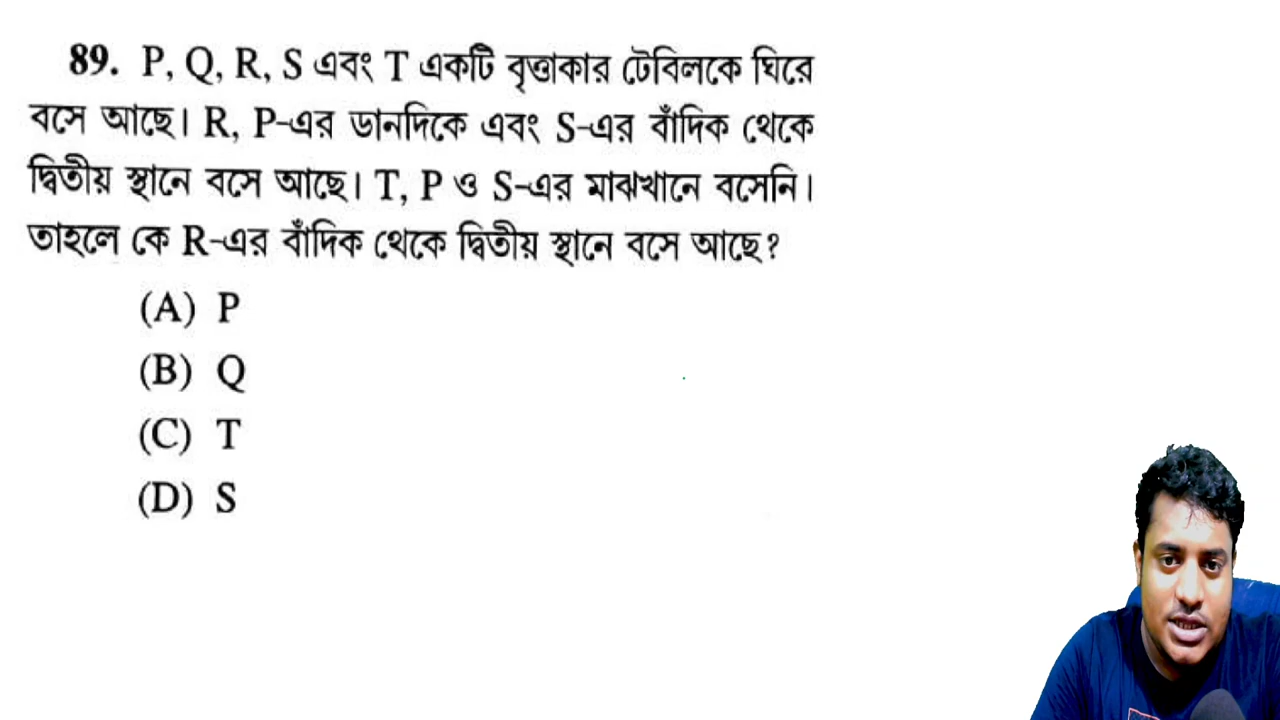 89. P, Q, R, S এবং T একটি বৃত্তাকার টেবিলকে ঘিরে
বসে আছে। R, P-এর ডানদিকে এবং S-এর বাঁদিক থেকে
দ্বিতীয় স্থানে বসে আছে। T, P ও S-এর মাঝখানে বসেনি।
তাহলে কে R-এর বাঁদিক থেকে দ্বিতীয় স্থানে বসে আছে?
(A) P
(B) Q
(C) T
(D) S